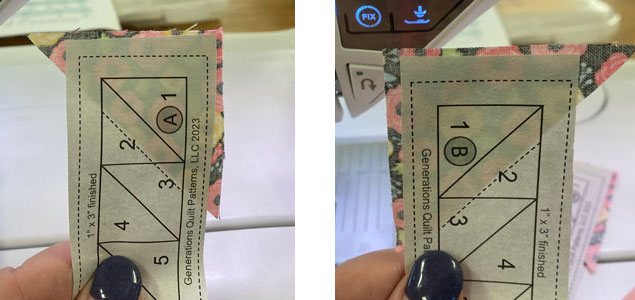 1
A
2
3
4
5
1" x 3" finished
Generations Quilt Patterns, LLC 2023
FIX
1
B
2
3
4
Generations Quilt Pa
1" x 3" finished